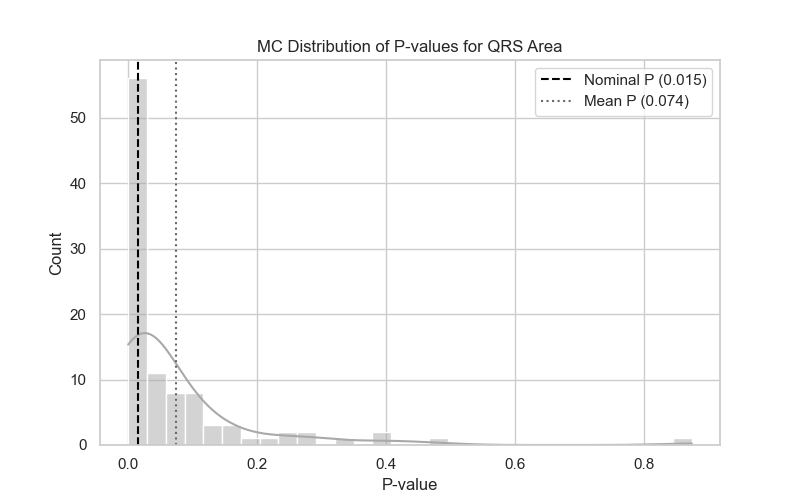 MC Distribution of P-values for QRS Area
Nominal P (0.015)
Mean P (0.074)
Count
50
40
30
20
10
0
0.0 0.2 0.4 0.6 0.8
P-value